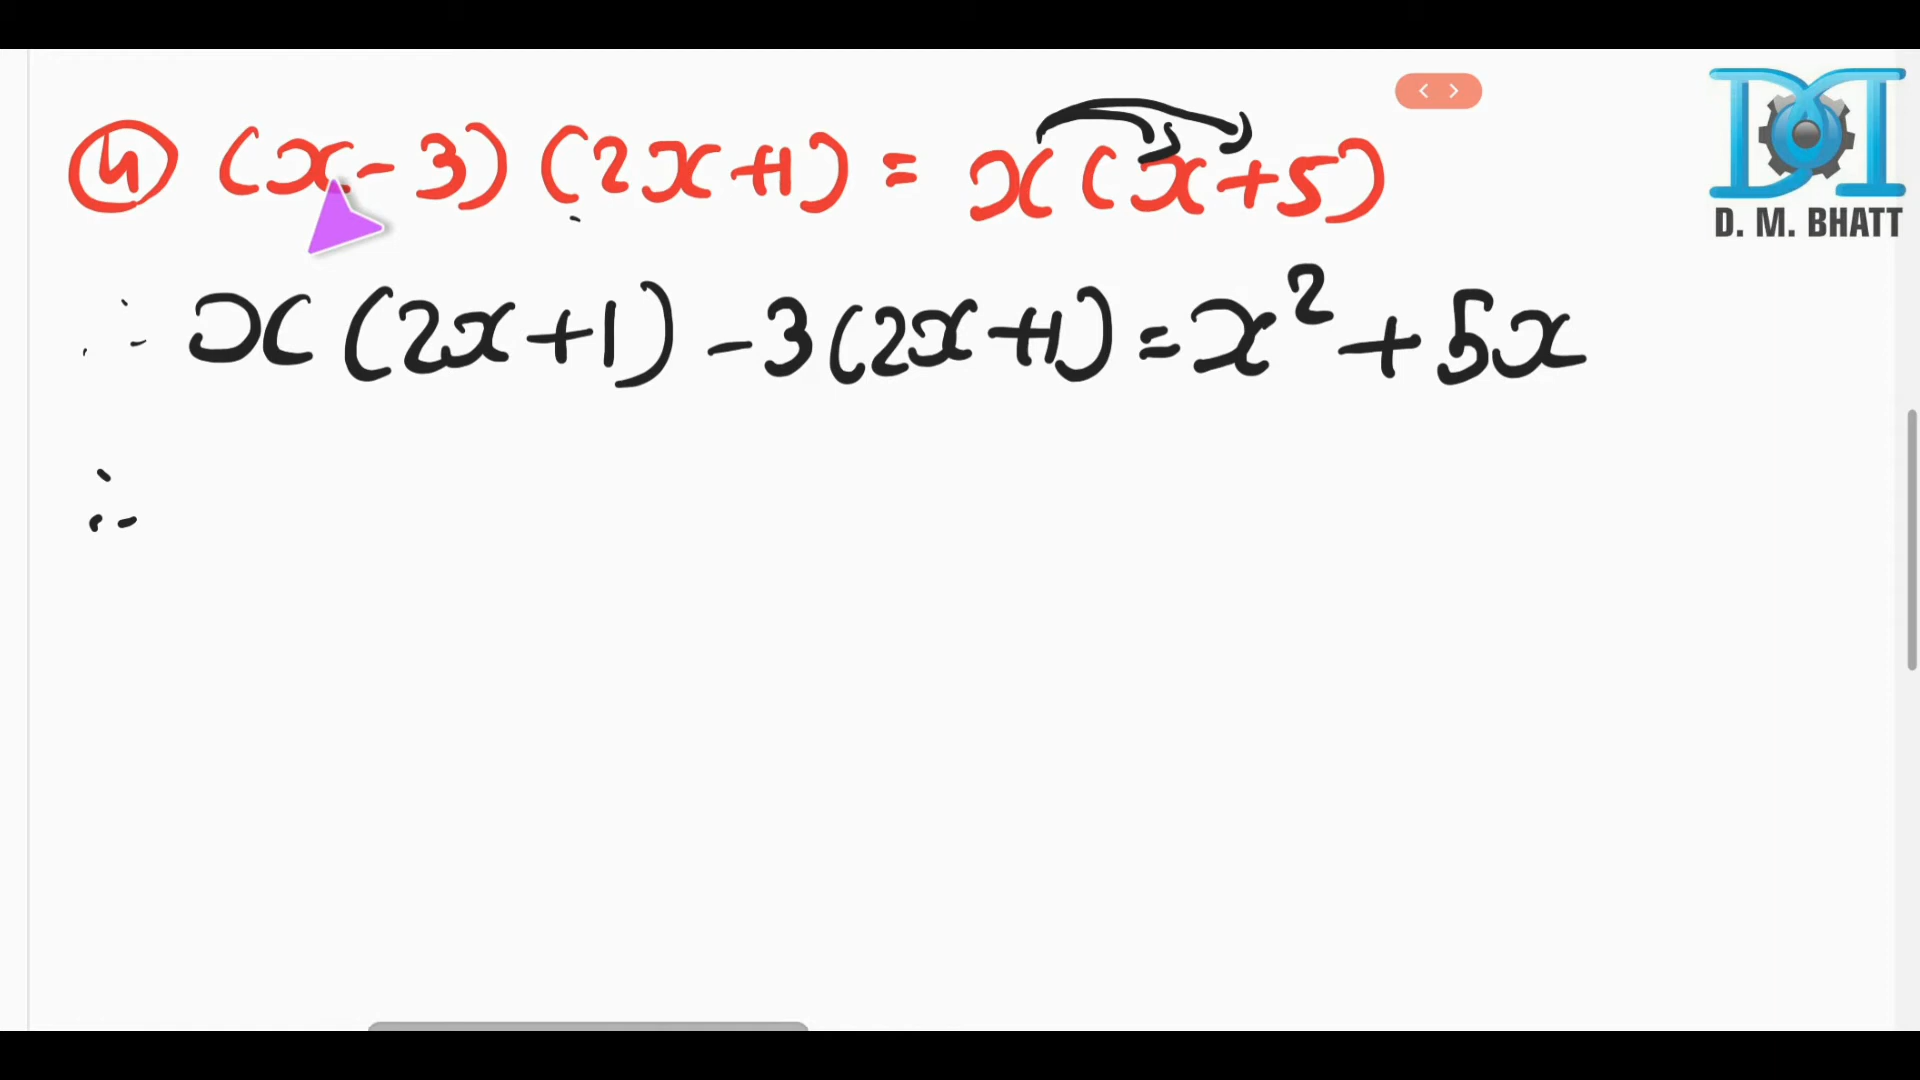 ④ (x-3)(2x+1) = x(x+5)
∴ x(2x+1) - 3(2x+1) = x² + 5x
∴
D. M. BHATT